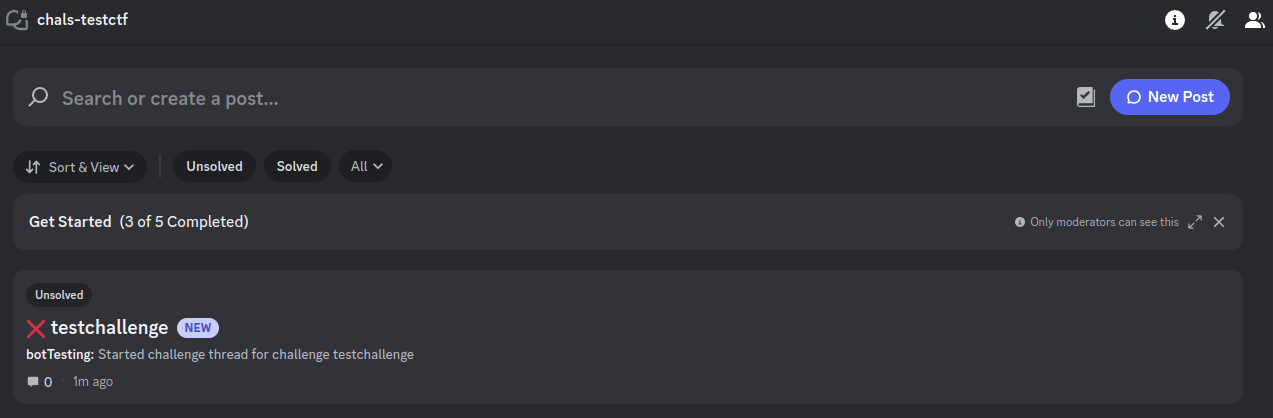 chals-testctf
Search or create a post...
New Post
Sort & View
Unsolved
Solved
All
Get Started (3 of 5 Completed)
Only moderators can see this
Unsolved
testchallenge NEW
botTesting: Started challenge thread for challenge testchallenge
0 · 1m ago